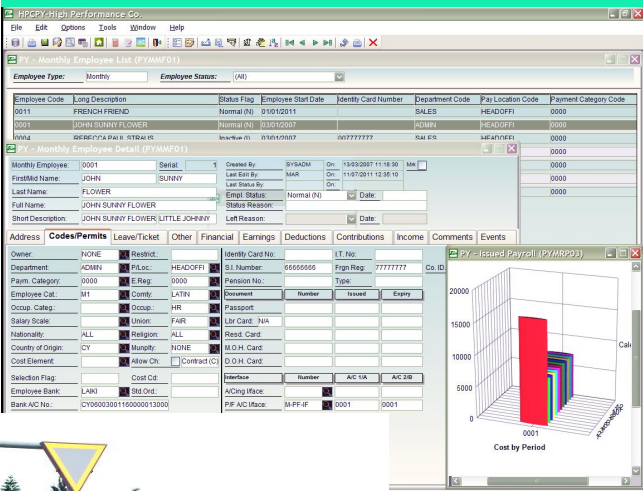 HPCPY-High Performance Co.
File Edit Options Tools Window Help
PY - Monthly Employee List (PYMMF01)
Employee Type: Monthly Employee Status: (All)
Employee Code Long Description Status Flag Employee Start Date Identity Card Number Department Code Pay Location Code Payment Category Code
0011 FRENCH FRIEND Normal (N) 01/01/2011 SALES HEADOFFI 0000
0001 JOHN SUNNY FLOWER Normal (N) 03/01/2007 ADMIN HEADOFFI 0000
0004 REBECCA PAUL STRAUS Inactive (I) 03/01/2007 007777777 SALES HEADOFFI 0000
PY - Monthly Employee Detail (PYMMF01)
0000
0000
0000
Monthly Employee: 0001 Serial: 1 Created By: SYSADM On: 13/03/2007 11:18:30 Mrk
First/Mid Name: JOHN SUNNY Last Edit By: MAR On: 11/07/2011 12:35:10
Last Status By: On:
Last Name: FLOWER Empl. Status: Normal (N) Date:
Full Name: JOHN SUNNY FLOWER Status Reason:
Short Description: JOHN SUNNY FLOWER LITTLE JOHNNY Left Reason: Date:
Address Codes/Permits Leave/Ticket Other Financial Earnings Deductions Contributions Income Comments Events
Owner: NONE Restrict.: Identity Card No: I.T. No:
Department: ADMIN P/Loc.: HEADOFFI S.I. Number: 66666666 Frgn Reg: 77777777 Co. ID.
Paym. Category: 0000 E.Reg: 0000 Pension No.: Type:
Employee Cat.: M1 Comty: LATIN Document Number Issued Expiry
Occup. Categ.: Occup.: HR Passport:
Salary Scale: Union: FAIR Lbr Card: N/A
Nationality: ALL Religion: ALL Resd. Card:
Country of Origin: CY Munpity: NONE M.O.H. Card:
Cost Element: Allow Ch: Contract (C) D.O.H. Card:
Selection Flag: Cost Cd: Interface Number A/C 1/A A/C 2/B
Employee Bank: LAIKI Std.Ord.: A/Cing I/face:
Bank A/C No.: CY06003001160000013000 P/F A/C I/face: M-PF-IF 0001 0001
PY - Issued Payroll (PYMRP03)
20000
15000
10000
5000
0
0001
Cost by Period